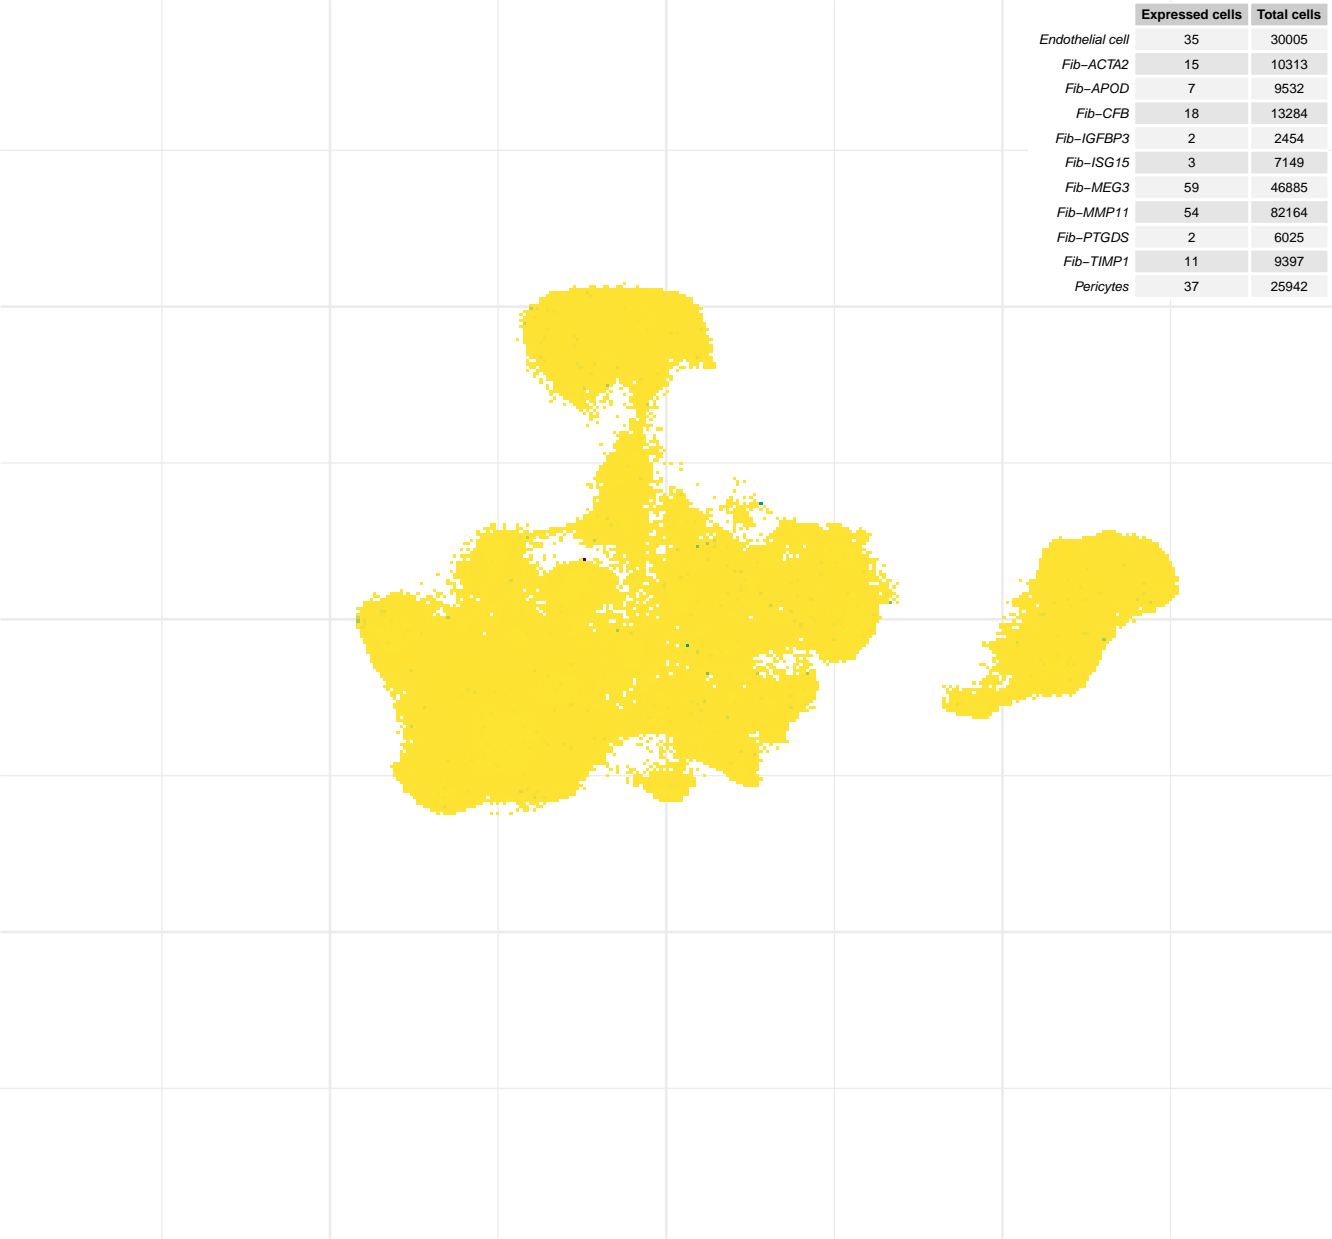 Expressed cells Total cells
Endothelial cell 35 30005
Fib−ACTA2 15 10313
Fib−APOD 7 9532
Fib−CFB 18 13284
Fib−IGFBP3 2 2454
Fib−ISG15 3 7149
Fib−MEG3 59 46885
Fib−MMP11 54 82164
Fib−PTGDS 2 6025
Fib−TIMP1 11 9397
Pericytes 37 25942